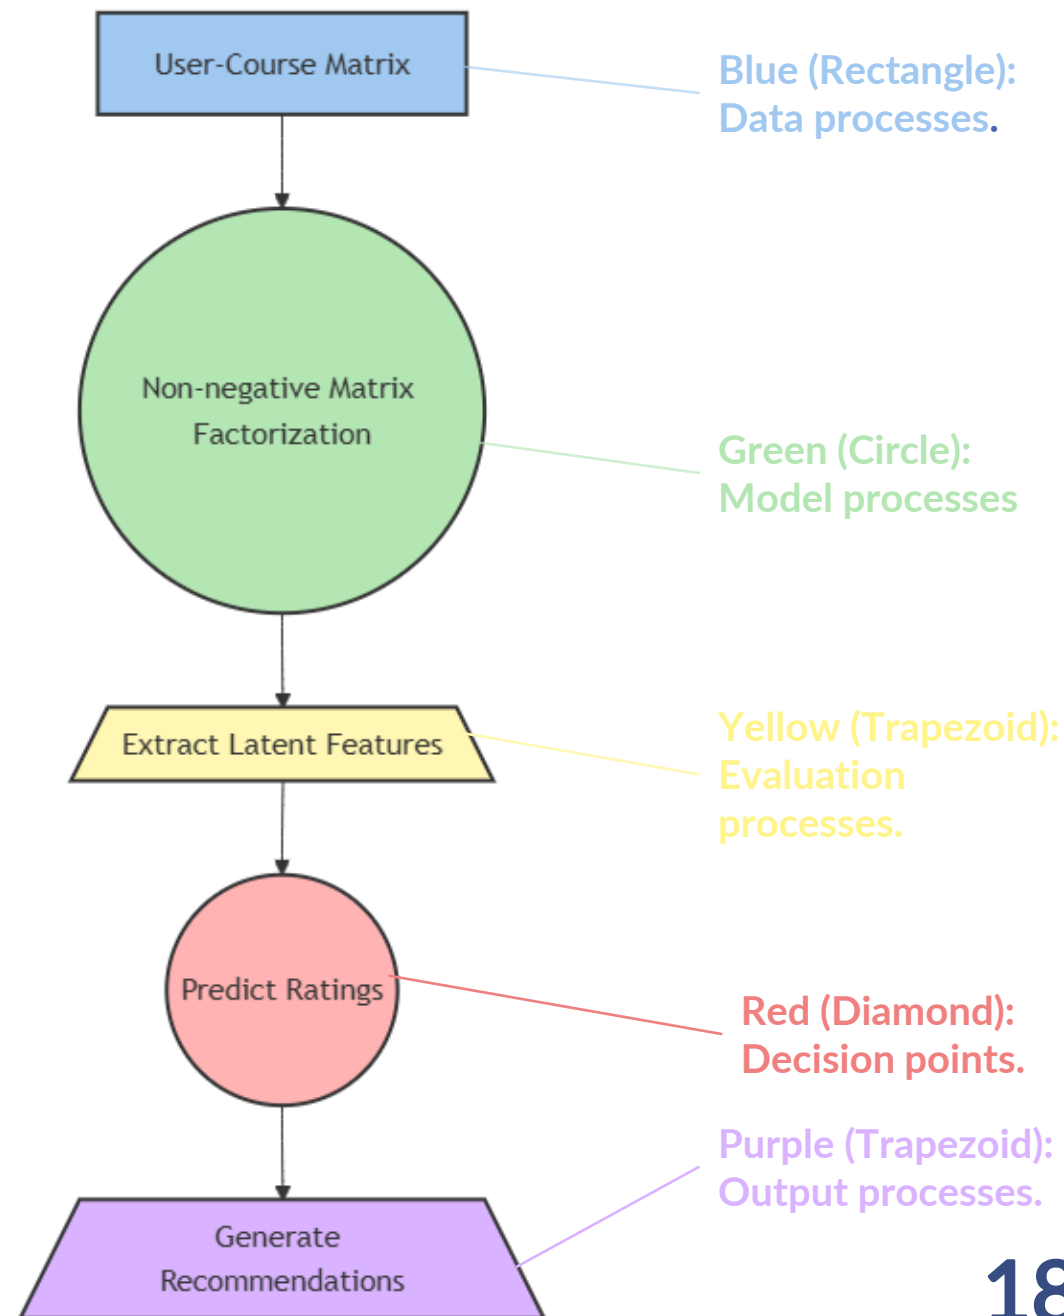 User-Course Matrix
Blue (Rectangle):
Data processes.
Non-negative Matrix
Factorization
Green (Circle):
Model processes
Extract Latent Features
Yellow (Trapezoid):
Evaluation
processes.
Predict Ratings
Red (Diamond):
Decision points.
Purple (Trapezoid):
Output processes.
Generate
Recommendations
18